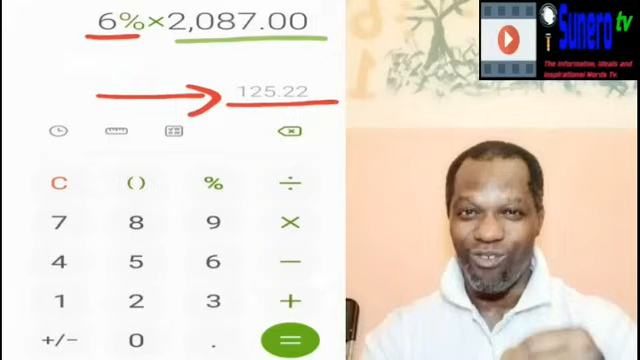 6%×2,087.00
125.22
C () % ÷
7 8 9 ×
4 5 6 −
1 2 3 +
+/− 0 . =
Sunero tv
The Information, Ideals and
Inspirational Words Tv.